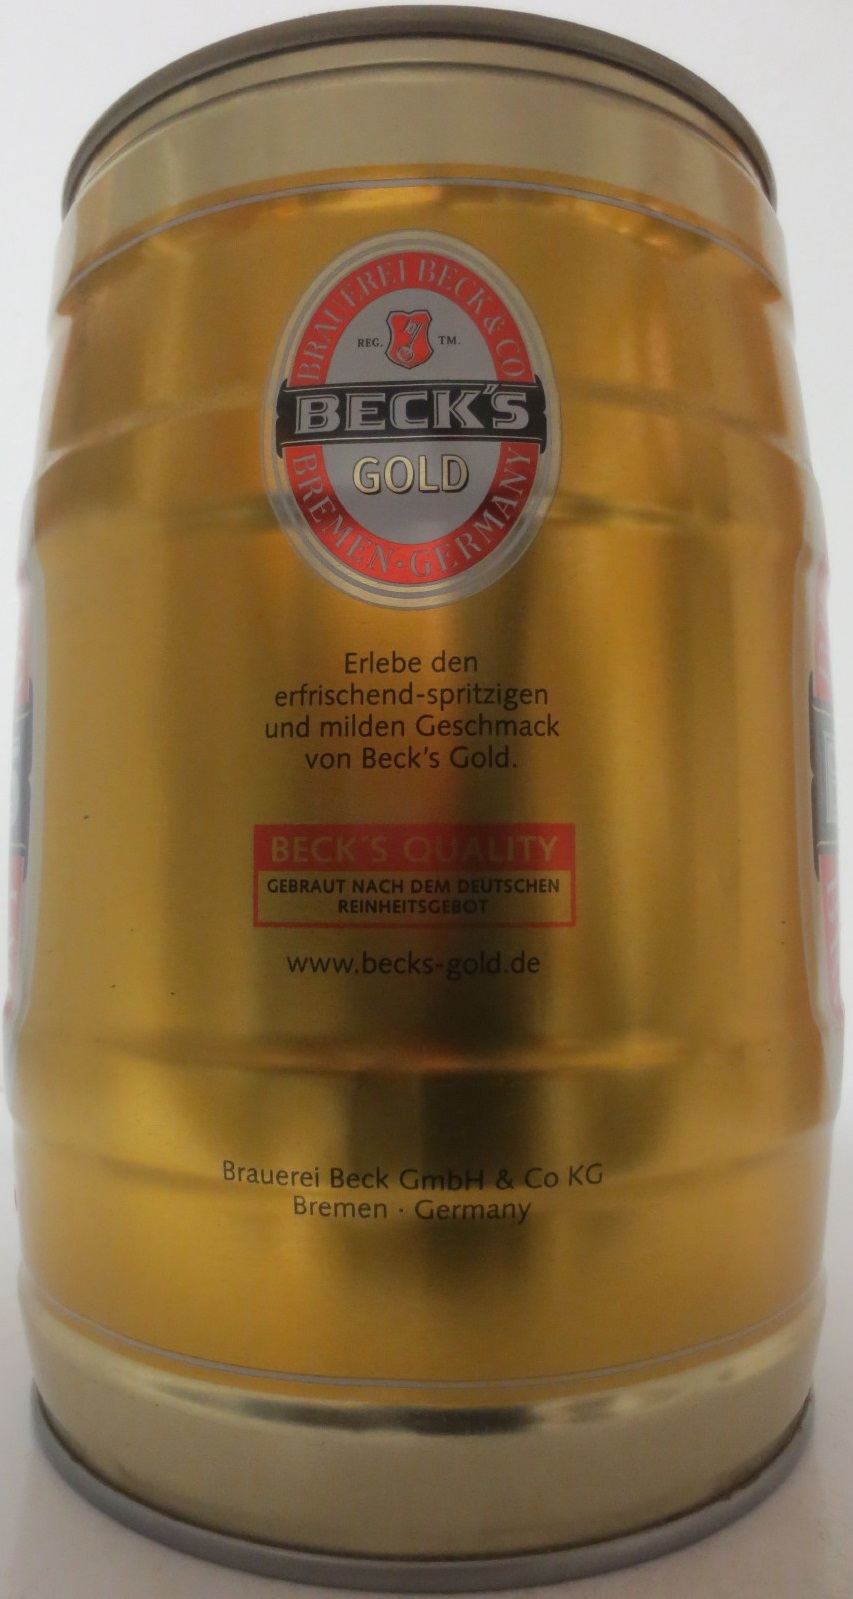 BRAUEREI BECK & CO
REG. TM.
BECK'S
GOLD
BREMEN · GERMANY
Erlebe den
erfrischend-spritzigen
und milden Geschmack
von Beck's Gold.
BECK'S QUALITY
GEBRAUT NACH DEM DEUTSCHEN
REINHEITSGEBOT
www.becks-gold.de
Brauerei Beck GmbH & Co KG
Bremen · Germany